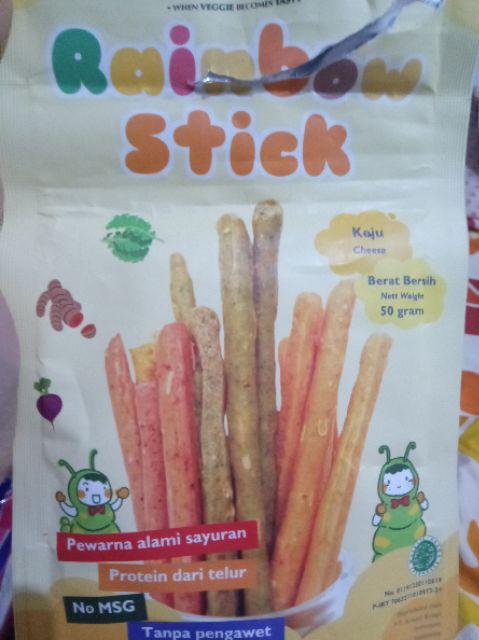 • WHEN VEGGIE BECOMES TASTY •
Rainbow
Stick
Keju
Cheese
Berat Bersih
Nett Weight
50 gram
Pewarna alami sayuran
Protein dari telur
No MSG
Tanpa pengawet